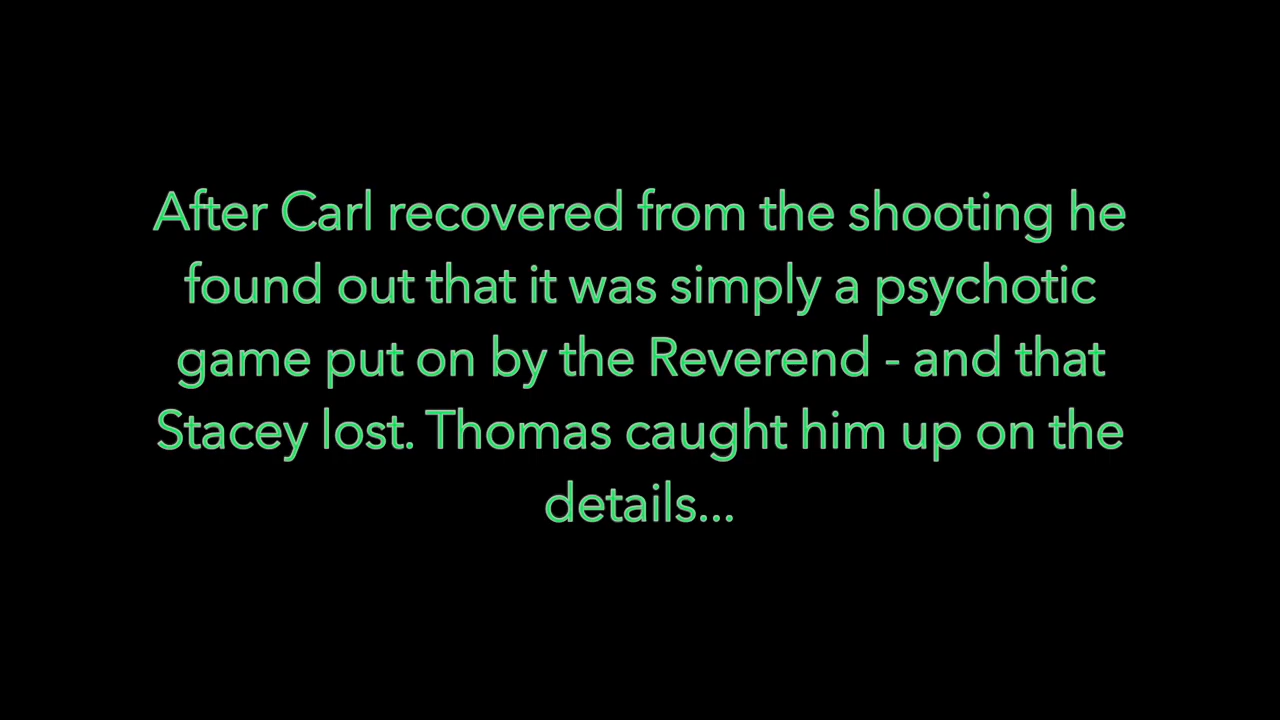 After Carl recovered from the shooting he
found out that it was simply a psychotic
game put on by the Reverend - and that
Stacey lost. Thomas caught him up on the
details...